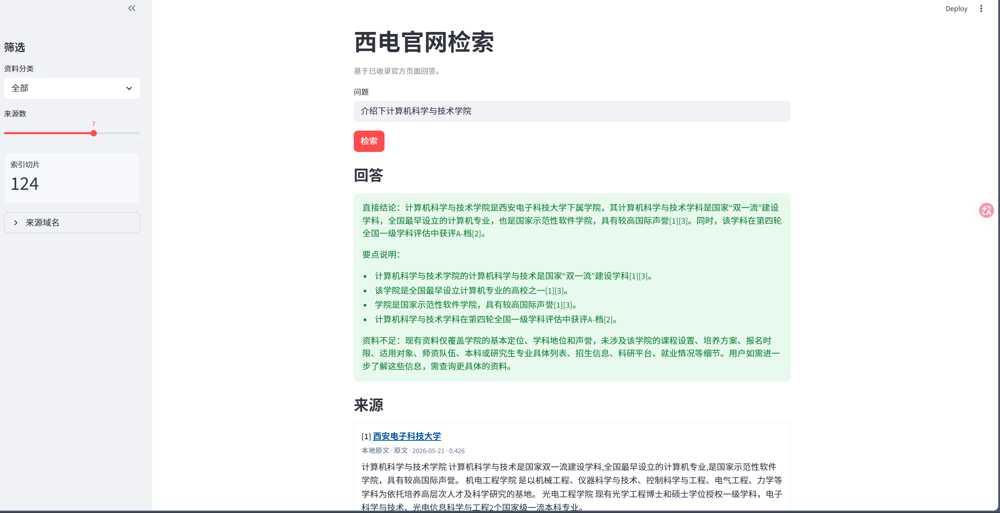 Deploy
筛选
资料分类
全部
来源数
7
1
10
索引切片
124
来源域名
西电官网检索
基于已收录官方页面回答。
问题
介绍下计算机科学与技术学院
检索
回答
直接结论：计算机科学与技术学院是西安电子科技大学下属学院，其计算机科学与技术学科是国家“双一流”建设
学科，全国最早设立的计算机专业，也是国家示范性软件学院，具有较高国际声誉[1][3]。同时，该学科在第四轮
全国一级学科评估中获评A-档[2]。
要点说明：
• 计算机科学与技术学院的计算机科学与技术是国家“双一流”建设学科[1][3]。
• 该学院是全国最早设立计算机专业的高校之一[1][3]。
• 学院是国家示范性软件学院，具有较高国际声誉[1][3]。
• 计算机科学与技术学科在第四轮全国一级学科评估中获评A-档[2]。
资料不足：现有资料仅覆盖学院的基本定位、学科地位和声誉，未涉及该学院的课程设置、培养方案、报名时
限、适用对象、师资队伍、本科或研究生专业具体列表、招生信息、科研平台、就业情况等细节。用户如需进一
步了解这些信息，需查询更具体的资料。
来源
[1] 西安电子科技大学
本地原文 · 原文 · 2026-05-21 · 0.426
计算机科学与技术学院 计算机科学与技术是国家双一流建设学科,全国最早设立的计算机专业,是国家示范性软件
学院，具有较高国际声誉。 机电工程学院 是以机械工程、仪器科学与技术、控制科学与工程、电气工程、力学等
学科为依托培养高层次人才及科学研究的基地。 光电工程学院 现有光学工程博士和硕士学位授权一级学科，电子
科学与技术、光电信息科学与工程2个国家级一流本科专业。